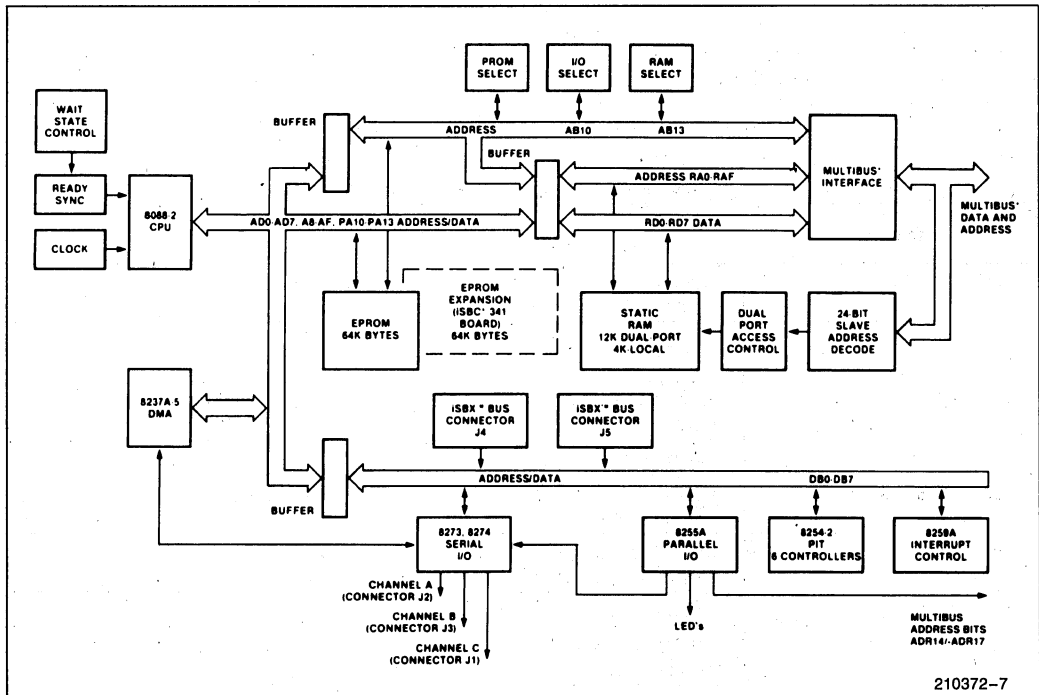 PROM
SELECT
I/O
SELECT
RAM
SELECT
WAIT
STATE
CONTROL
BUFFER
ADDRESS
AB10
AB13
BUFFER
READY
SYNC
8088-2
CPU
CLOCK
ADDRESS RA0-RAF
MULTIBUS*
INTERFACE
AD0-AD7, A8-AF, PA10-PA13 ADDRESS/DATA
RD0-RD7 DATA
MULTIBUS*
DATA AND
ADDRESS
EPROM
64K BYTES
EPROM
EXPANSION
(iSBC* 341
BOARD)
64K BYTES
STATIC
RAM
12K DUAL-PORT
4K-LOCAL
DUAL
PORT
ACCESS
CONTROL
24-BIT
SLAVE
ADDRESS
DECODE
8237A-5
DMA
iSBX* BUS
CONNECTOR
J4
iSBX* BUS
CONNECTOR
J5
BUFFER
ADDRESS/DATA
DB0-DB7
8273, 8274
SERIAL
I/O
8255A
PARALLEL
I/O
8254-2
PIT
6 CONTROLLERS
8259A
INTERRUPT
CONTROL
CHANNEL A
(CONNECTOR J2)
CHANNEL B
(CONNECTOR J3)
CHANNEL C
(CONNECTOR J1)
LED's
MULTIBUS
ADDRESS BITS
ADR14/-ADR17
210372-7